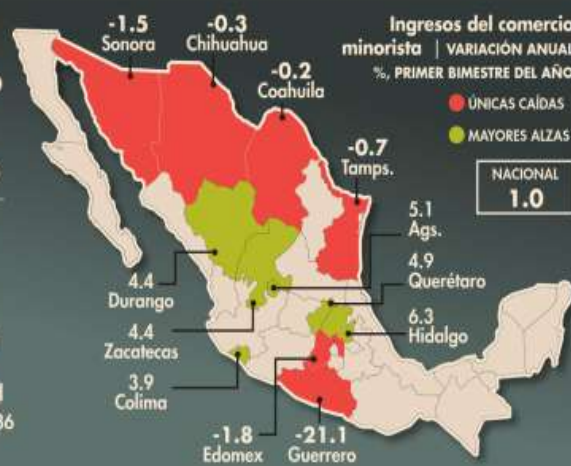 Ingresos del comercio
minorista | VARIACIÓN ANUAL
%, PRIMER BIMESTRE DEL AÑO
ÚNICAS CAÍDAS
MAYORES ALZAS
NACIONAL
1.0
-1.5
Sonora
-0.3
Chihuahua
-0.2
Coahuila
-0.7
Tamps.
5.1
Ags.
4.9
Querétaro
6.3
Hidalgo
4.4
Durango
4.4
Zacatecas
3.9
Colima
-1.8
Edomex
-21.1
Guerrero
36